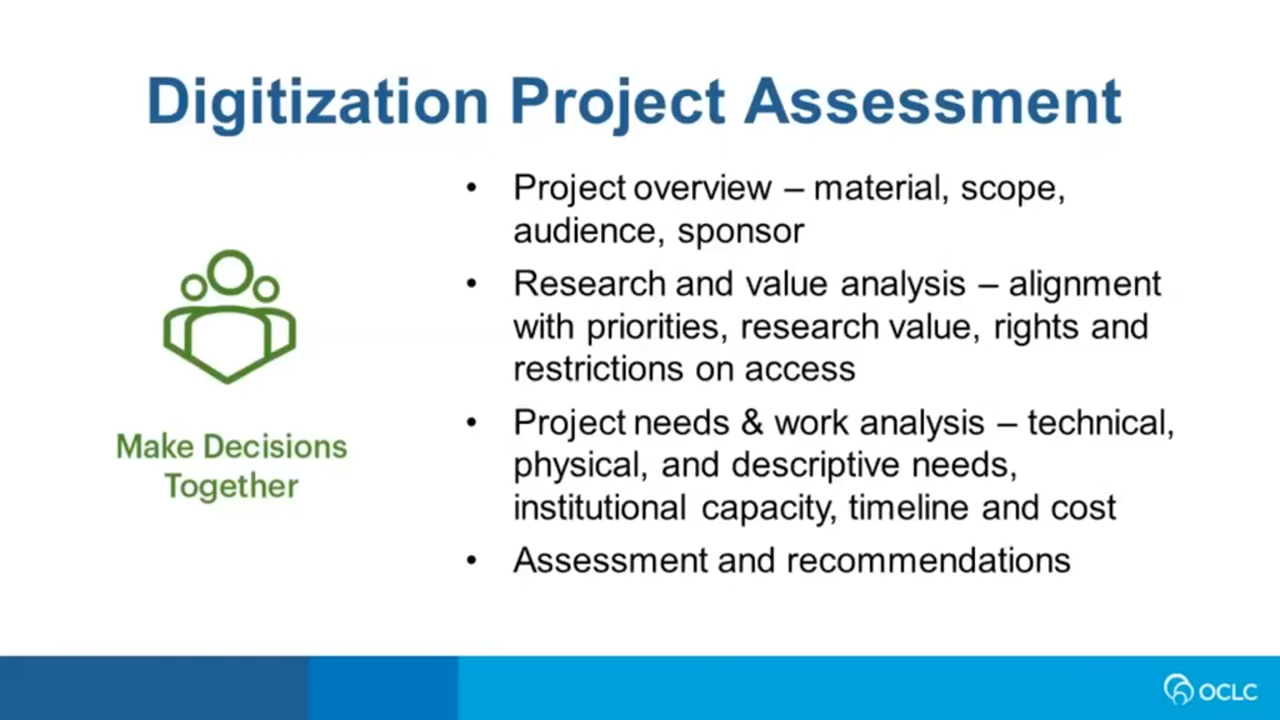 Digitization Project Assessment
• Project overview – material, scope,
audience, sponsor
• Research and value analysis – alignment
with priorities, research value, rights and
restrictions on access
• Project needs & work analysis – technical,
physical, and descriptive needs,
institutional capacity, timeline and cost
• Assessment and recommendations
Make Decisions
Together
OCLC